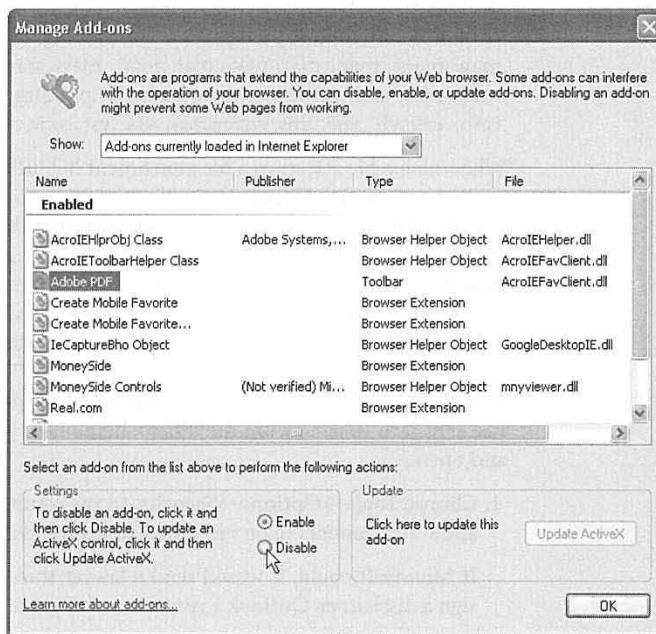 Manage Add-ons
Add-ons are programs that extend the capabilities of your Web browser. Some add-ons can interfere
with the operation of your browser. You can disable, enable, or update add-ons. Disabling an add-on
might prevent some Web pages from working.
Show: Add-ons currently loaded in Internet Explorer
Name Publisher Type File
Enabled
AcroIEHlprObj Class Adobe Systems,... Browser Helper Object AcroIEHelper.dll
AcroIEToolbarHelper Class Browser Helper Object AcroIEFavClient.dll
Adobe PDF Toolbar AcroIEFavClient.dll
Create Mobile Favorite Browser Extension
Create Mobile Favorite... Browser Extension
IeCaptureBho Object Browser Helper Object GoogleDesktopIE.dll
MoneySide Browser Extension
MoneySide Controls (Not verified) Mi... Browser Helper Object mnyviewer.dll
Real.com Browser Extension
Select an add-on from the list above to perform the following actions:
Settings
To disable an add-on, click it and
then click Disable. To update an
ActiveX control, click it and then
click Update ActiveX.
Enable
Disable
Update
Click here to update this
add-on
Update ActiveX
Learn more about add-ons...
OK